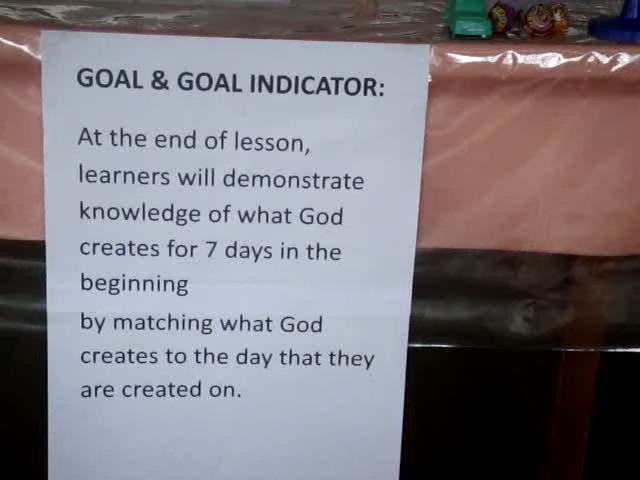 GOAL & GOAL INDICATOR:
At the end of lesson,
learners will demonstrate
knowledge of what God
creates for 7 days in the
beginning
by matching what God
creates to the day that they
are created on.